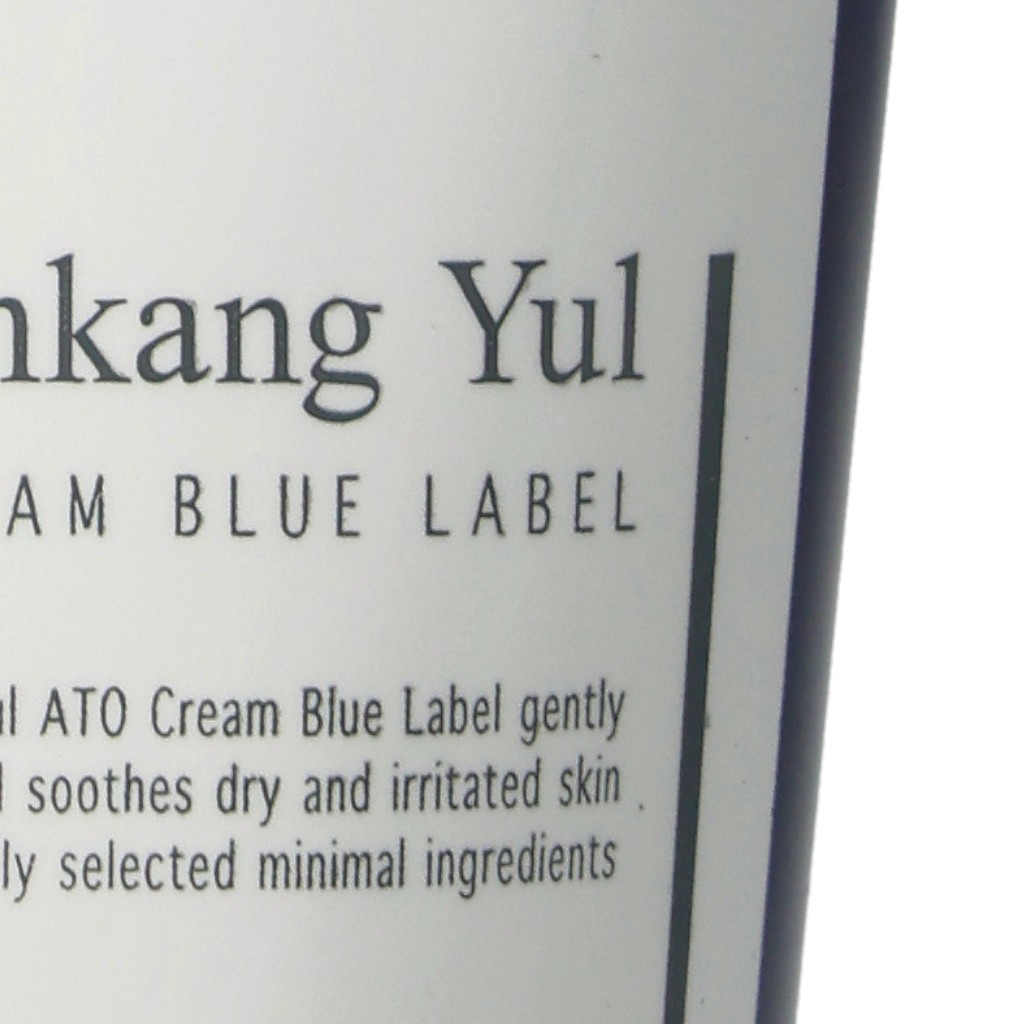 nkang Yul
AM BLUE LABEL
ul ATO Cream Blue Label gently
soothes dry and irritated skin
ly selected minimal ingredients